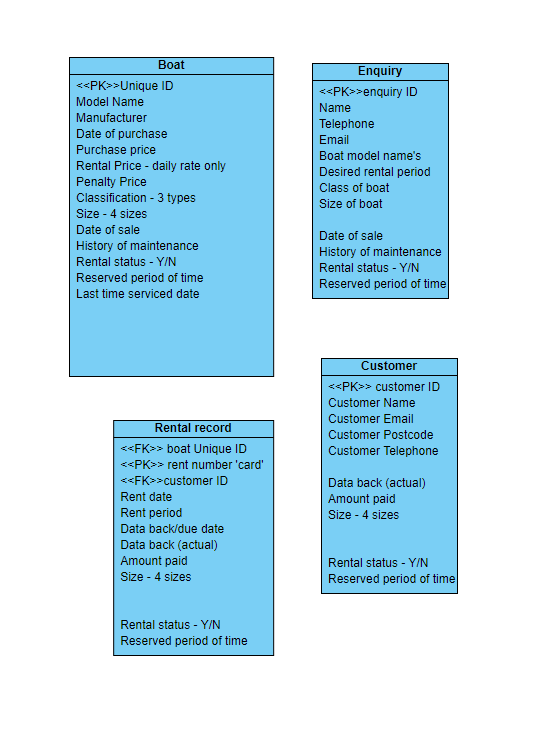 Boat
<<PK>>Unique ID
Model Name
Manufacturer
Date of purchase
Purchase price
Rental Price - daily rate only
Penalty Price
Classification - 3 types
Size - 4 sizes
Date of sale
History of maintenance
Rental status - Y/N
Reserved period of time
Last time serviced date
Enquiry
<<PK>>enquiry ID
Name
Telephone
Email
Boat model name's
Desired rental period
Class of boat
Size of boat
Date of sale
History of maintenance
Rental status - Y/N
Reserved period of time
Customer
<<PK>> customer ID
Customer Name
Customer Email
Customer Postcode
Customer Telephone
Data back (actual)
Amount paid
Size - 4 sizes
Rental status - Y/N
Reserved period of time
Rental record
<<FK>> boat Unique ID
<<PK>> rent number 'card'
<<FK>>customer ID
Rent date
Rent period
Data back/due date
Data back (actual)
Amount paid
Size - 4 sizes
Rental status - Y/N
Reserved period of time